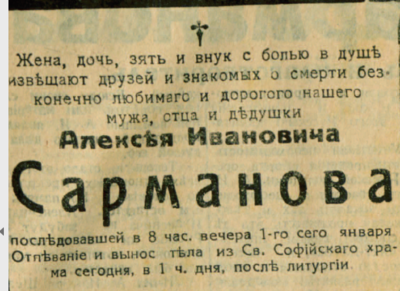 Жена, дочь, зять и внук с болью в душѣ
извѣщают друзей и знакомых о смерти без-
конечно любимаго и дорогого нашего
мужа, отца и дѣдушки
Алексѣя Ивановича
Сарманова
послѣдовавшей в 8 час. вечера 1-го сего января
Отпѣваніе и вынос тѣла из Св. Софійскаго хра-
ма сегодня, в 1 ч. дня, послѣ литургіи